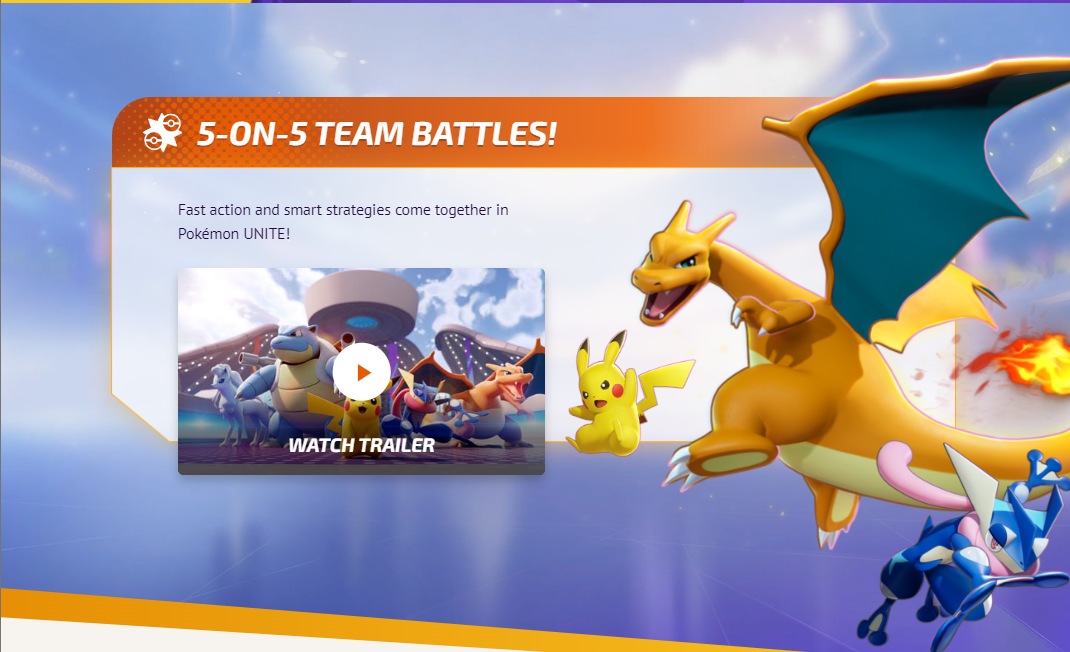 5-ON-5 TEAM BATTLES!
Fast action and smart strategies come together in
Pokémon UNITE!
WATCH TRAILER